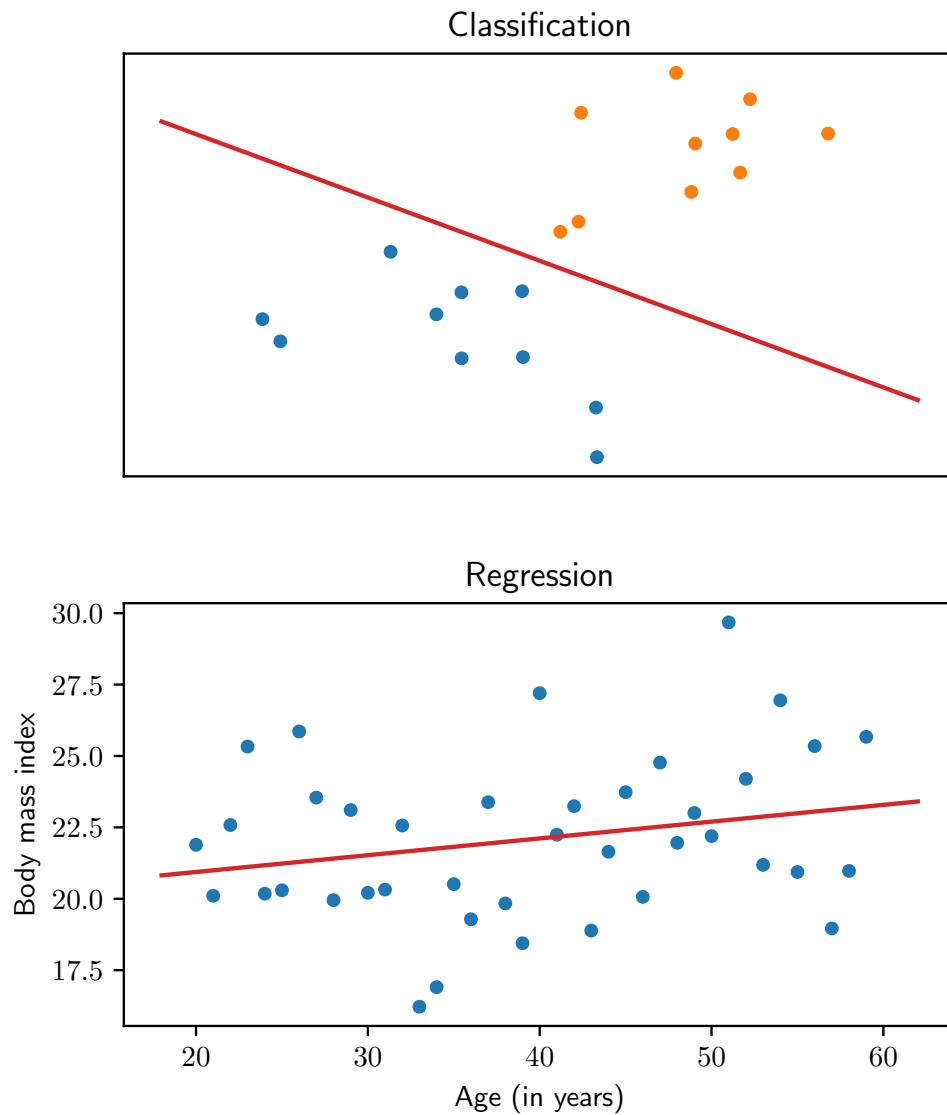 Classification
Regression
30.0
27.5
25.0
22.5
20.0
17.5
Body mass index
20 30 40 50 60
Age (in years)